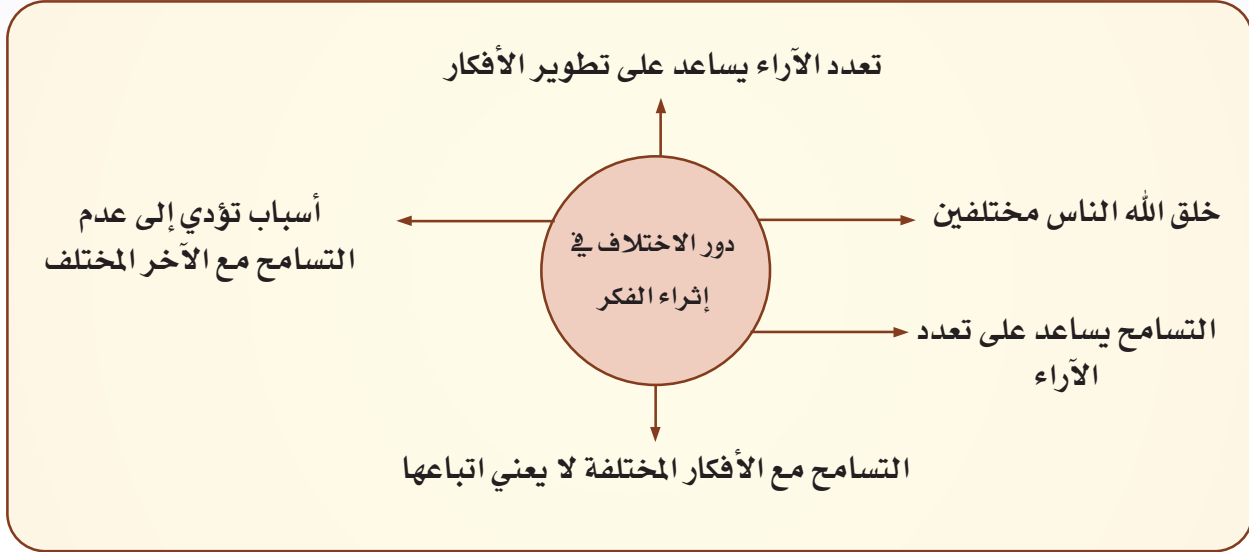 تعدد الآراء يساعد على تطوير الأفكار
خلق الله الناس مختلفين
أسباب تؤدي إلى عدم
التسامح مع الآخر المختلف
دور الاختلاف في
إثراء الفكر
التسامح يساعد على تعدد
الآراء
التسامح مع الأفكار المختلفة لا يعني اتباعها